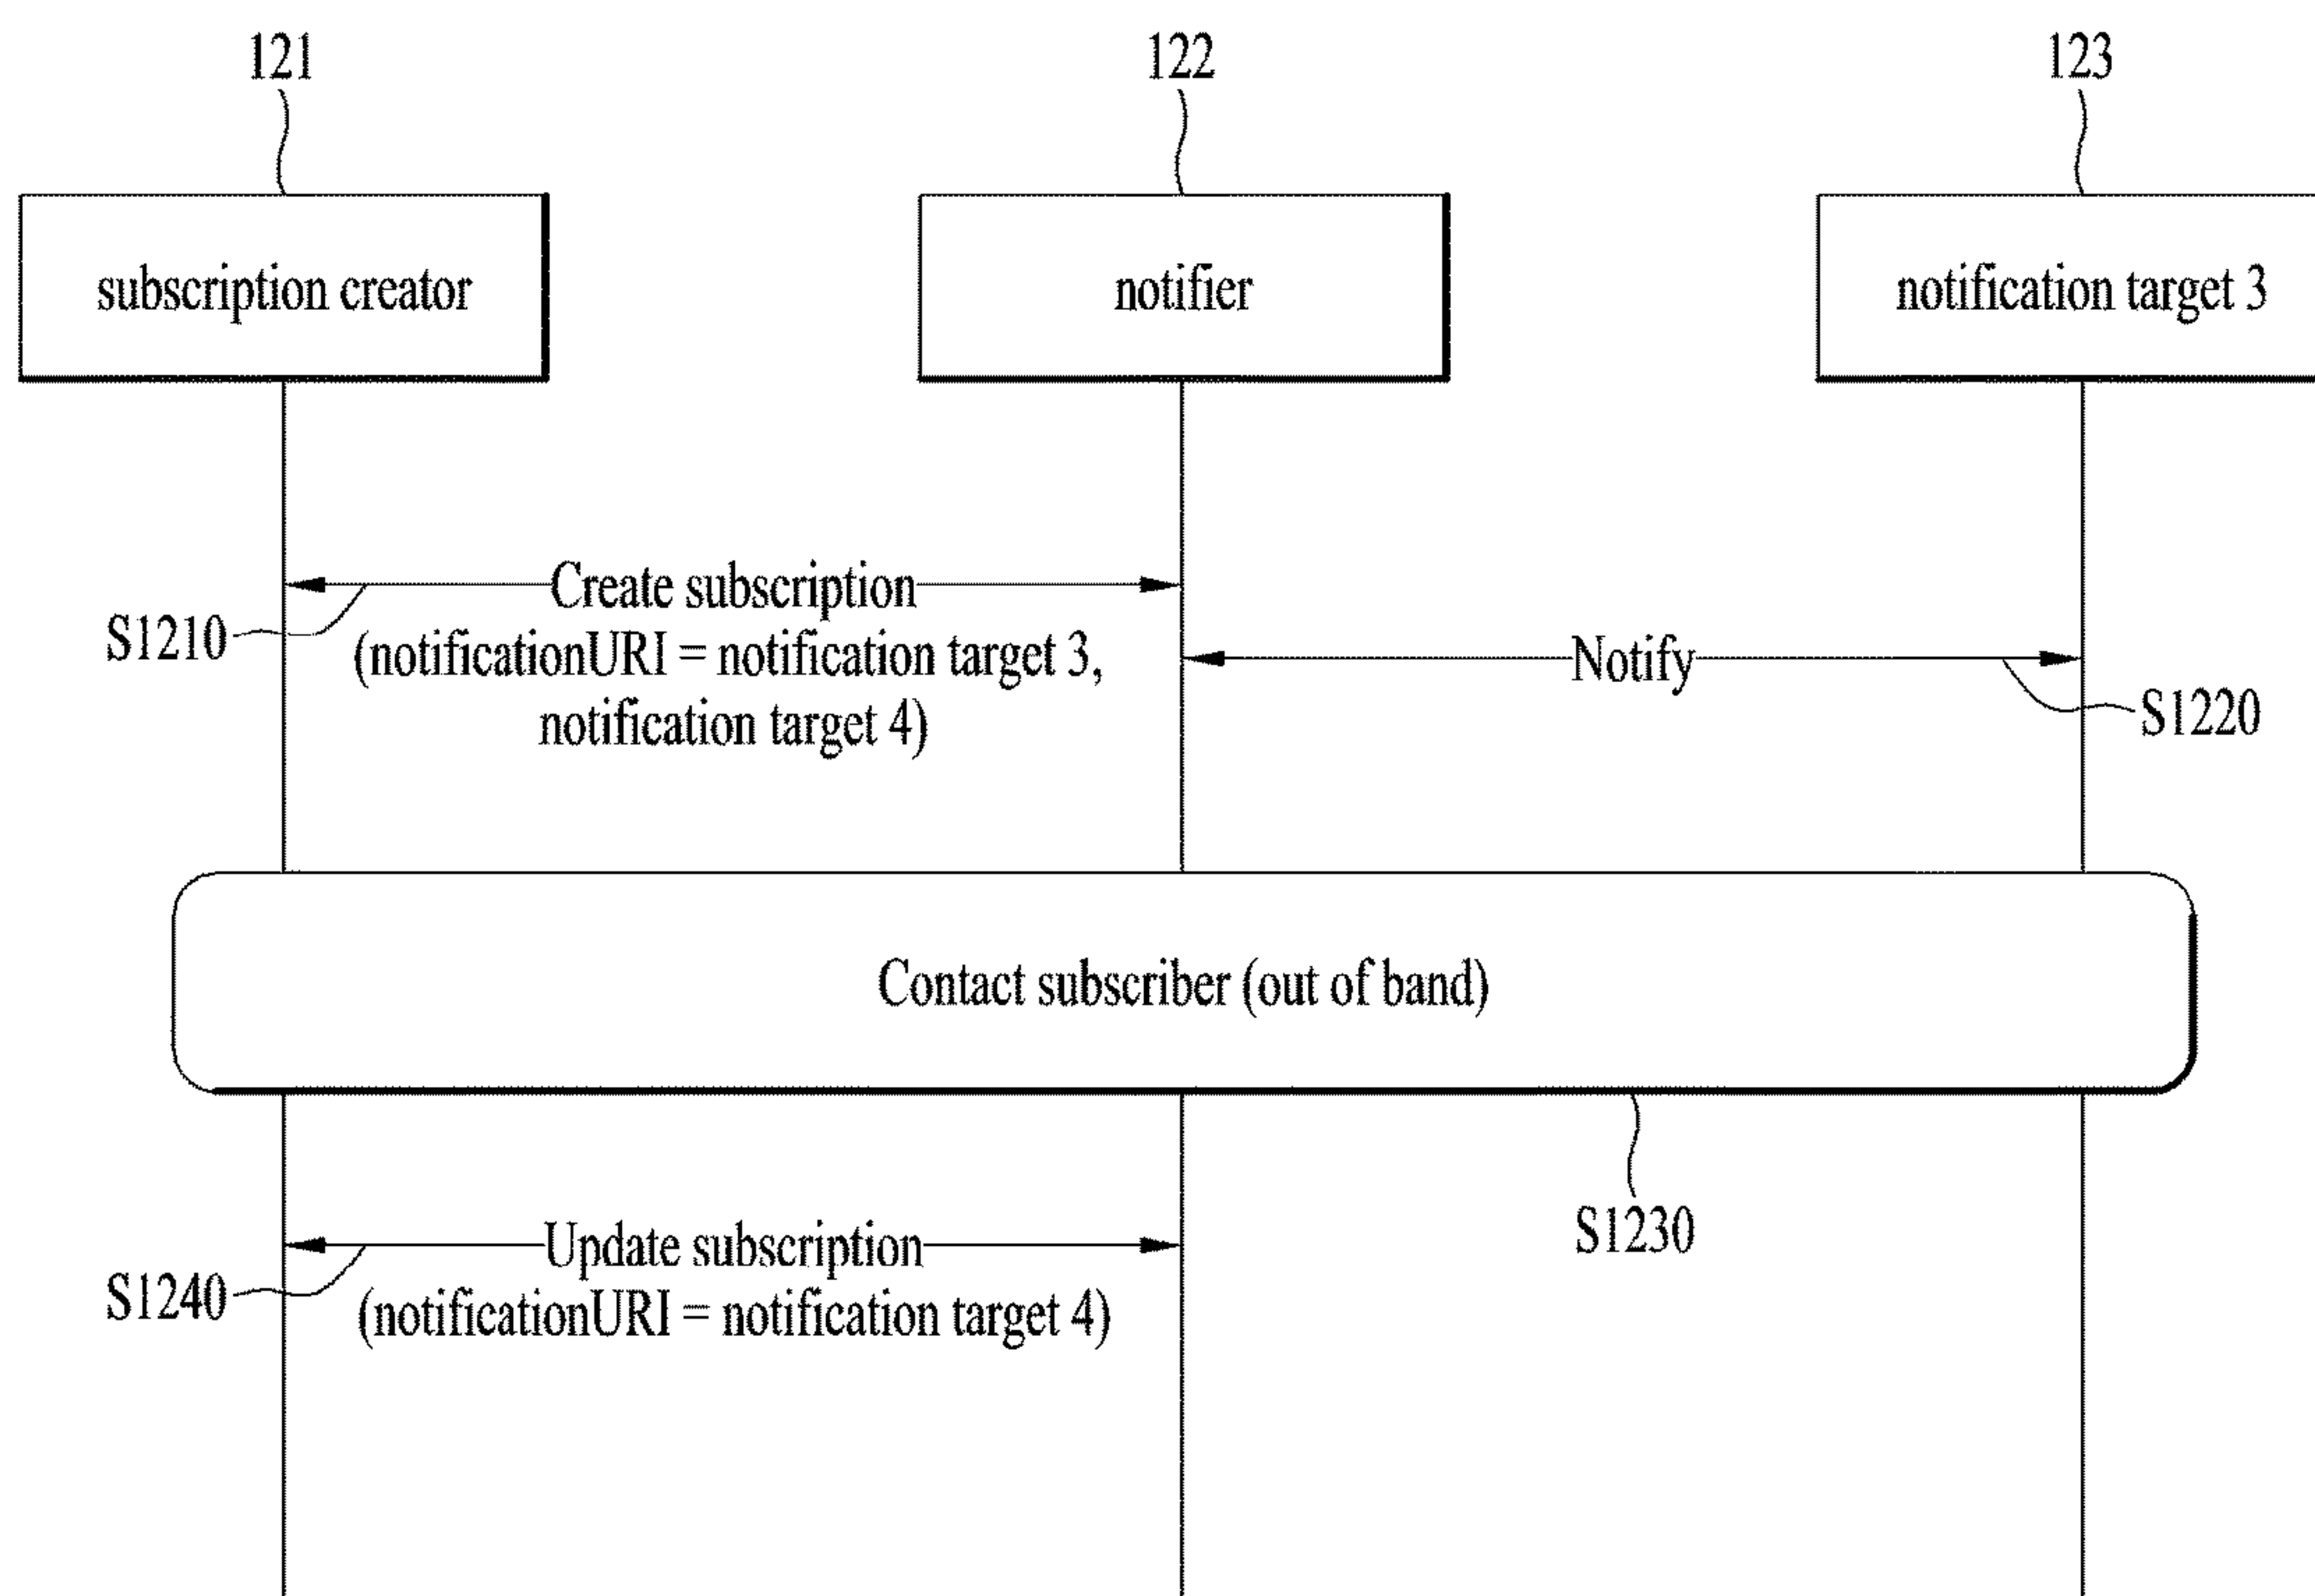 121
122
123
subscription creator
notifier
notification target 3
Create subscription
S1210
(notificationURI = notification target 3,
notification target 4)
Notify
S1220
Contact subscriber (out of band)
S1230
Update subscription
S1240
(notificationURI = notification target 4)